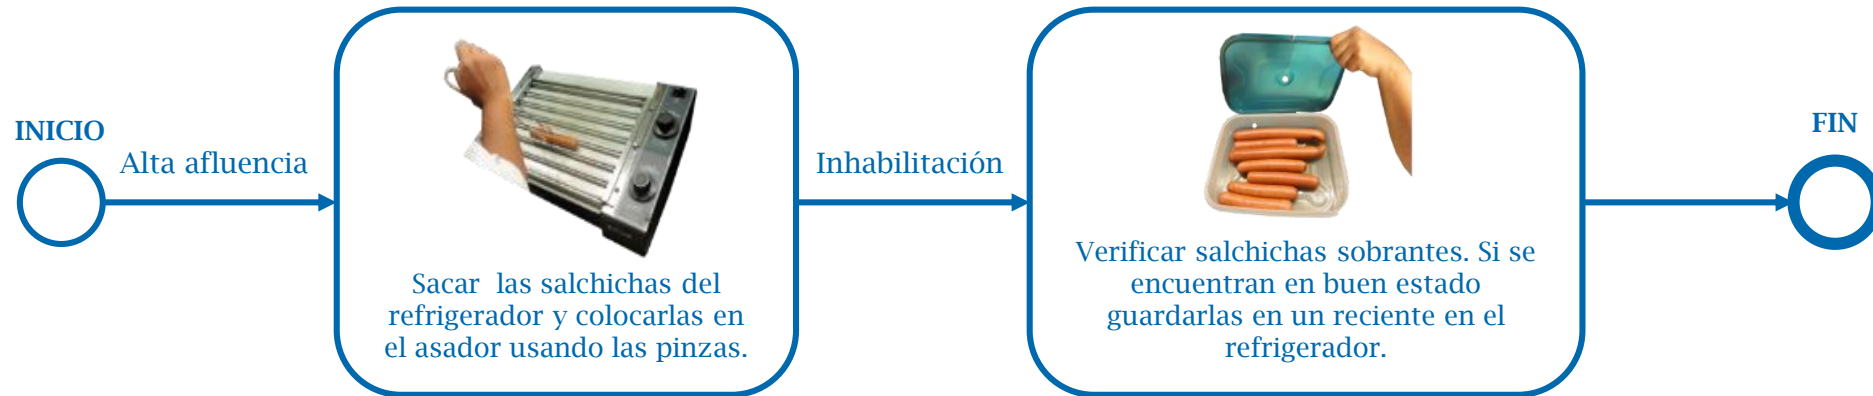 INICIO
Alta afluencia
Sacar las salchichas del
refrigerador y colocarlas en
el asador usando las pinzas.
Inhabilitación
Verificar salchichas sobrantes. Si se
encuentran en buen estado
guardarlas en un reciente en el
refrigerador.
FIN